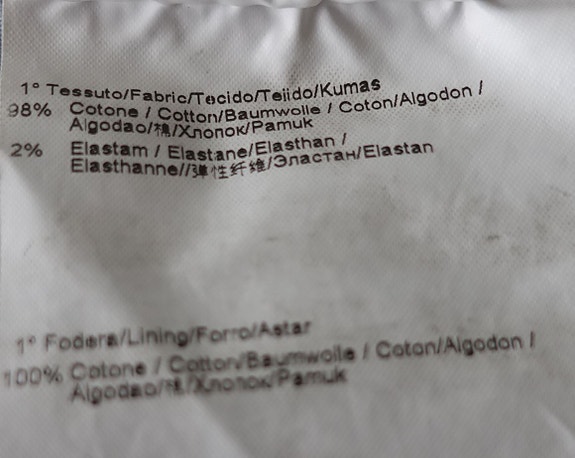 1° Tessuto/Fabric/Tecido/Tejido/Kumas
98% Cotone / Cotton/Baumwolle / Coton/Algodon /
Algodao/棉/Хлопок/Pamuk
2% Elastam / Elastane/Elasthan /
Elasthanne//弹性纤维/Эластан/Elastan
1° Fodera/Lining/Forro/Astar
100% Cotone / Cotton/Baumwolle / Coton/Algodon /
Algodao/棉/Хлопок/Pamuk